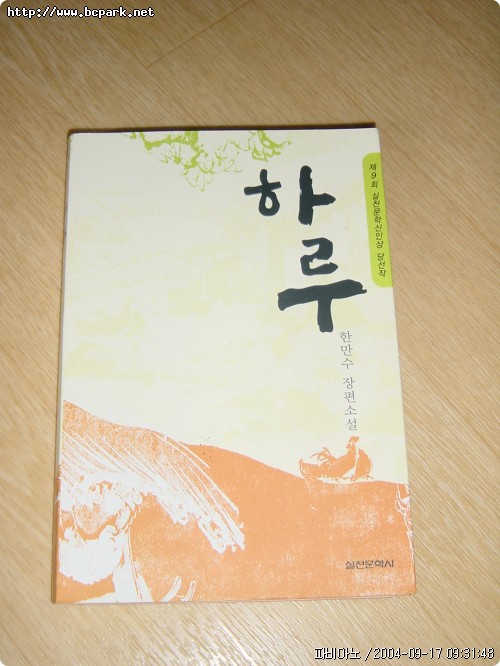 http://www.bcpark.net
제9회 실천문학신인상 당선작
하루
한만수 장편소설
실천문학사
파비아노 /2004-09-17 09:31:48